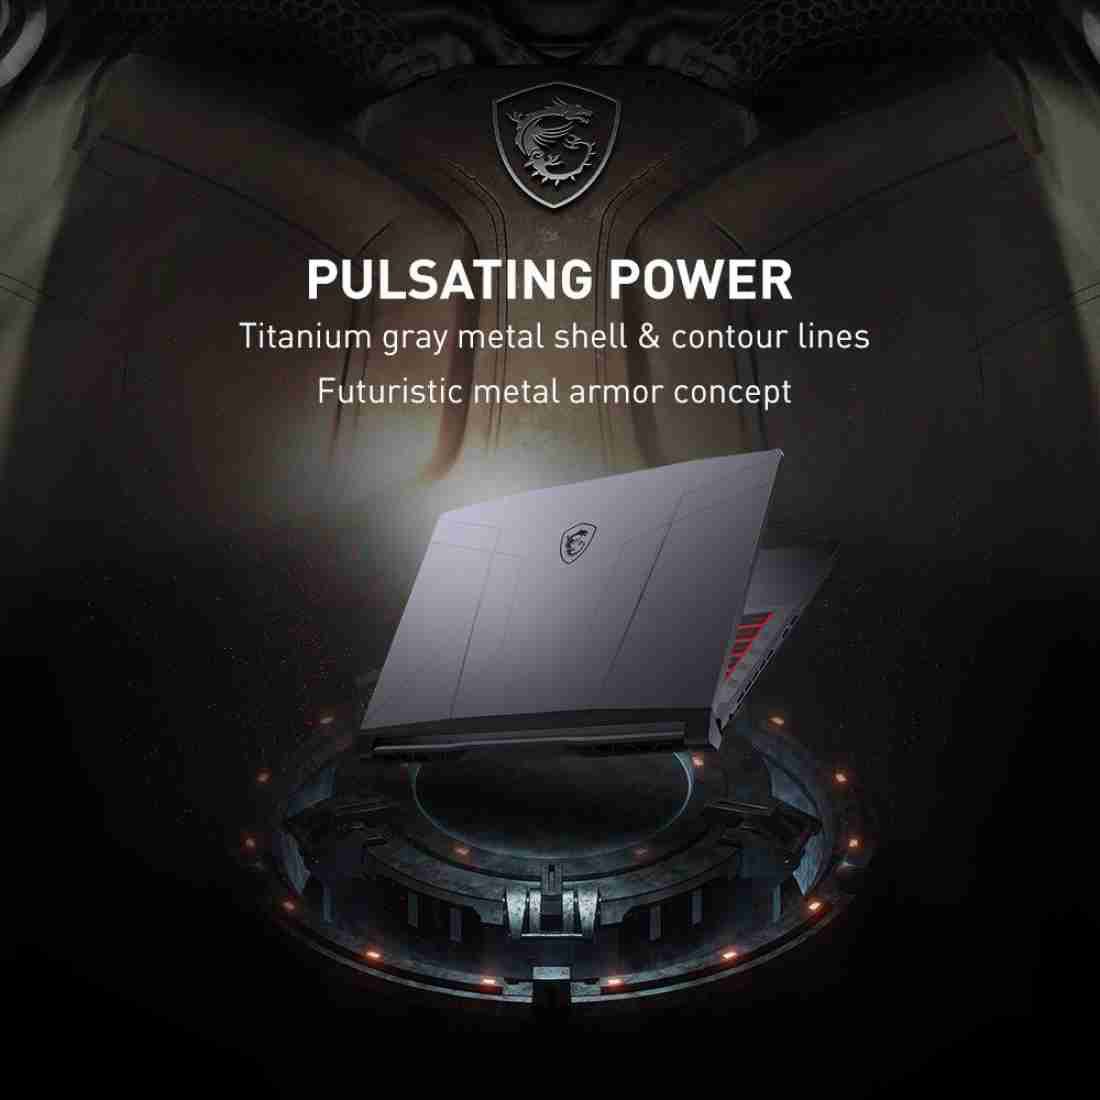 PULSATING POWER
Titanium gray metal shell & contour lines
Futuristic metal armor concept